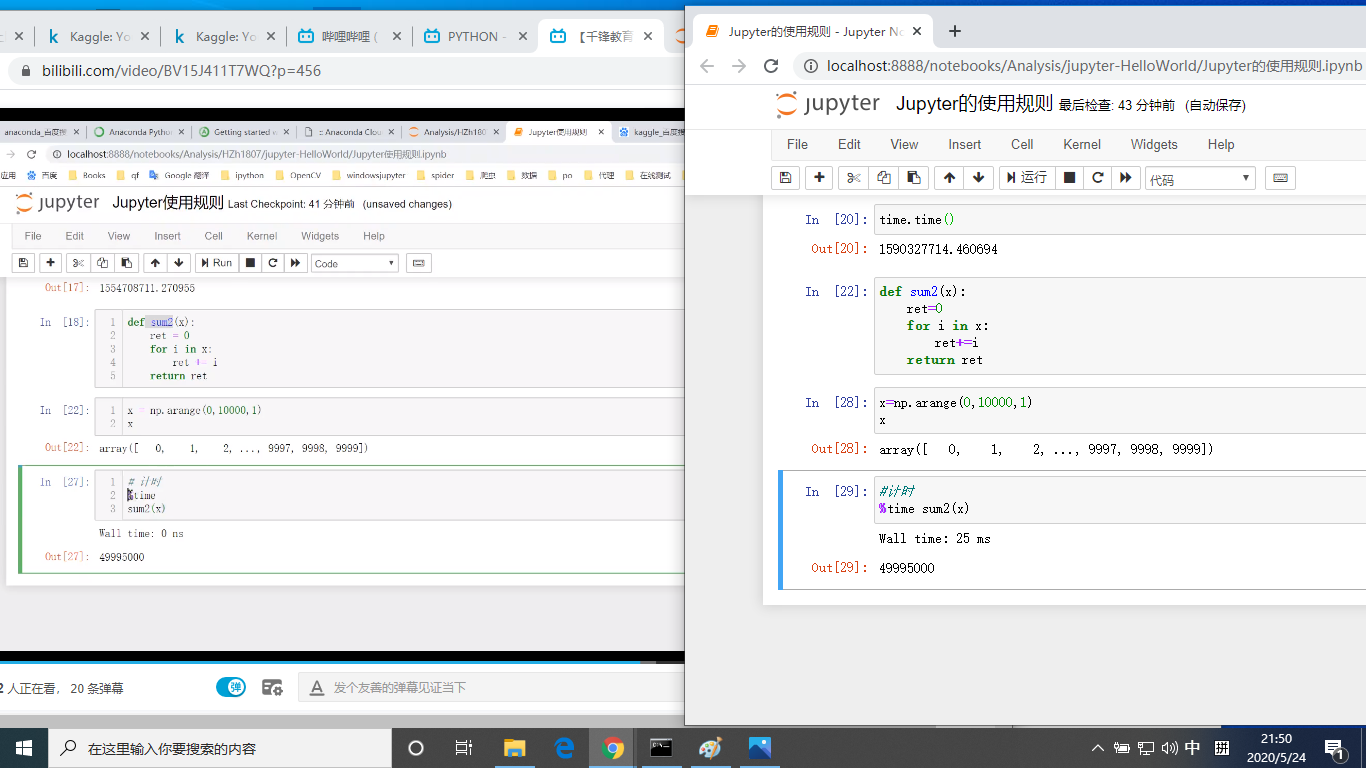 Kaggle: Yo
Kaggle: Yo
哔哩哔哩 (
PYTHON -
【千锋教育
bilibili.com/video/BV15J411T7WQ?p=456
anaconda_百度搜
Anaconda Python
Getting started w
:: Anaconda Clou
Analysis/HZh180
Jupyter使用规则
kaggle_百度搜
localhost:8888/notebooks/Analysis/HZh1807/jupyter-HelloWorld/Jupyter使用规则.ipynb
应用
百度
Books
qf
Google 翻译
ipython
OpenCV
windowsjupyter
spider
爬虫
数据
po
代理
在线测试
jupyter Jupyter使用规则 Last Checkpoint: 41 分钟前 (unsaved changes)
File Edit View Insert Cell Kernel Widgets Help
Run Code
Out[17]: 1554708711.270955
In [18]: 1 def sum2(x):
2 ret = 0
3 for i in x:
4 ret += i
5 return ret
In [22]: 1 x = np.arange(0,10000,1)
2 x
Out[22]: array([ 0, 1, 2, ..., 9997, 9998, 9999])
In [27]: 1 # 计时
2 %time
3 sum2(x)
Wall time: 0 ns
Out[27]: 49995000
2 人正在看， 20 条弹幕
弹
发个友善的弹幕见证当下
Jupyter的使用规则 - Jupyter No
localhost:8888/notebooks/Analysis/jupyter-HelloWorld/Jupyter的使用规则.ipynb
jupyter Jupyter的使用规则 最后检查: 43 分钟前 (自动保存)
File Edit View Insert Cell Kernel Widgets Help
运行 代码
In [20]: time.time()
Out[20]: 1590327714.460694
In [22]: def sum2(x):
ret=0
for i in x:
ret+=i
return ret
In [28]: x=np.arange(0,10000,1)
x
Out[28]: array([ 0, 1, 2, ..., 9997, 9998, 9999])
In [29]: #计时
%time sum2(x)
Wall time: 25 ms
Out[29]: 49995000
在这里输入你要搜索的内容
中
拼
21:50
2020/5/24
1